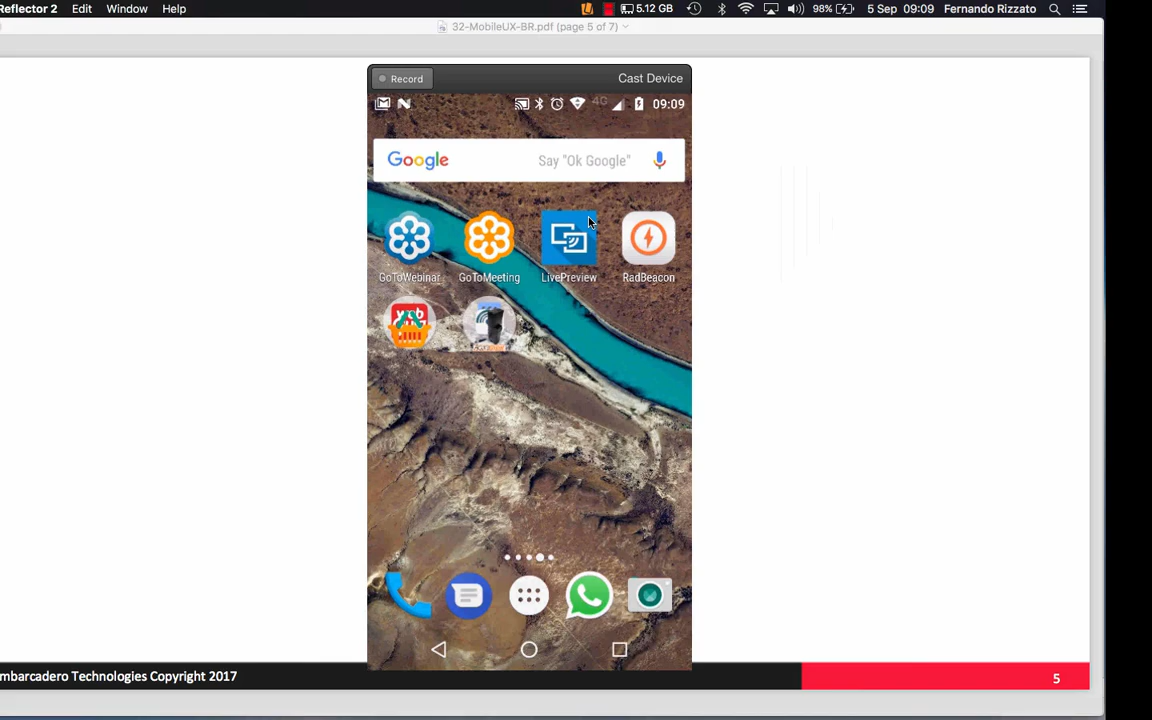 Reflector 2 Edit Window Help 5.12 GB 98% 5 Sep 09:09 Fernando Rizzato
32-MobileUX-BR.pdf (page 5 of 7)
Record Cast Device
4G 09:09
Google Say "Ok Google"
GoToWebinar GoToMeeting LivePreview RadBeacon
mbarcadero Technologies Copyright 2017 5